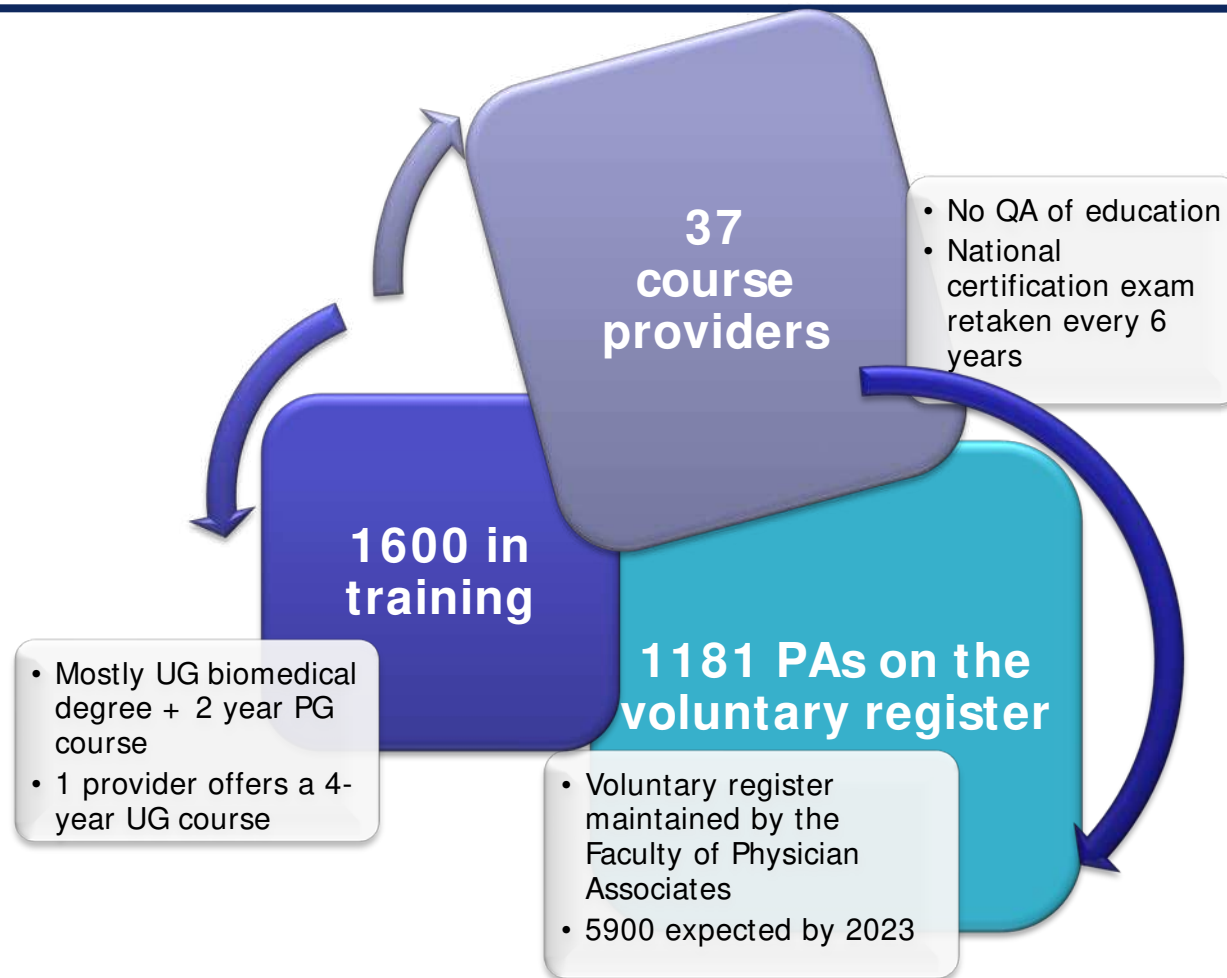 37
course
providers
• No QA of education
• National
certification exam
retaken every 6
years
1600 in
training
• Mostly UG biomedical
degree + 2 year PG
course
• 1 provider offers a 4-
year UG course
1181 PAs on the
voluntary register
• Voluntary register
maintained by the
Faculty of Physician
Associates
• 5900 expected by 2023